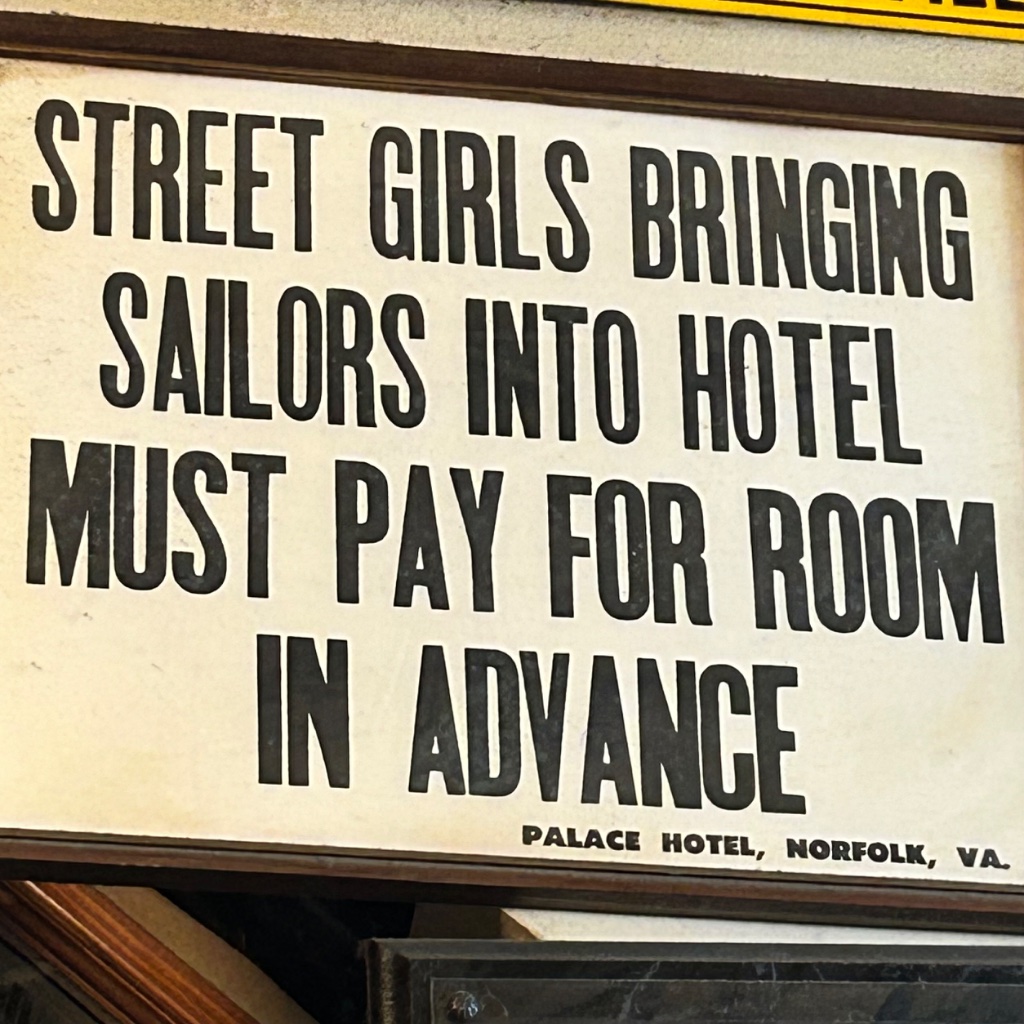 STREET GIRLS BRINGING
SAILORS INTO HOTEL
MUST PAY FOR ROOM
IN ADVANCE
PALACE HOTEL, NORFOLK, VA.